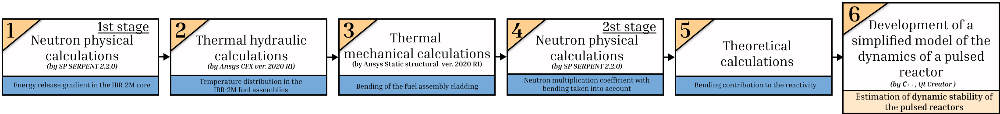 1
1st stage
Neutron physical
calculations
(by SP SERPENT 2.2.0)
Energy release gradient in the IBR-2M core
2
Thermal hydraulic
calculations
(by Ansys CFX ver. 2020 R1)
Temperature distribution in the
IBR-2M fuel assemblies
3
Thermal
mechanical calculations
(by Ansys Static structural ver. 2020 R1)
Bending of the fuel assembly cladding
4
2st stage
Neutron physical
calculations
(by SP SERPENT 2.2.0)
Neutron multiplication coefficient with
bending taken into account
5
Theoretical
calculations
Bending contribution to the reactivity
6
Development of a
simplified model of the
dynamics of a pulsed
reactor
(by C++, Qt Creator )
Estimation of dynamic stability of
the pulsed reactors